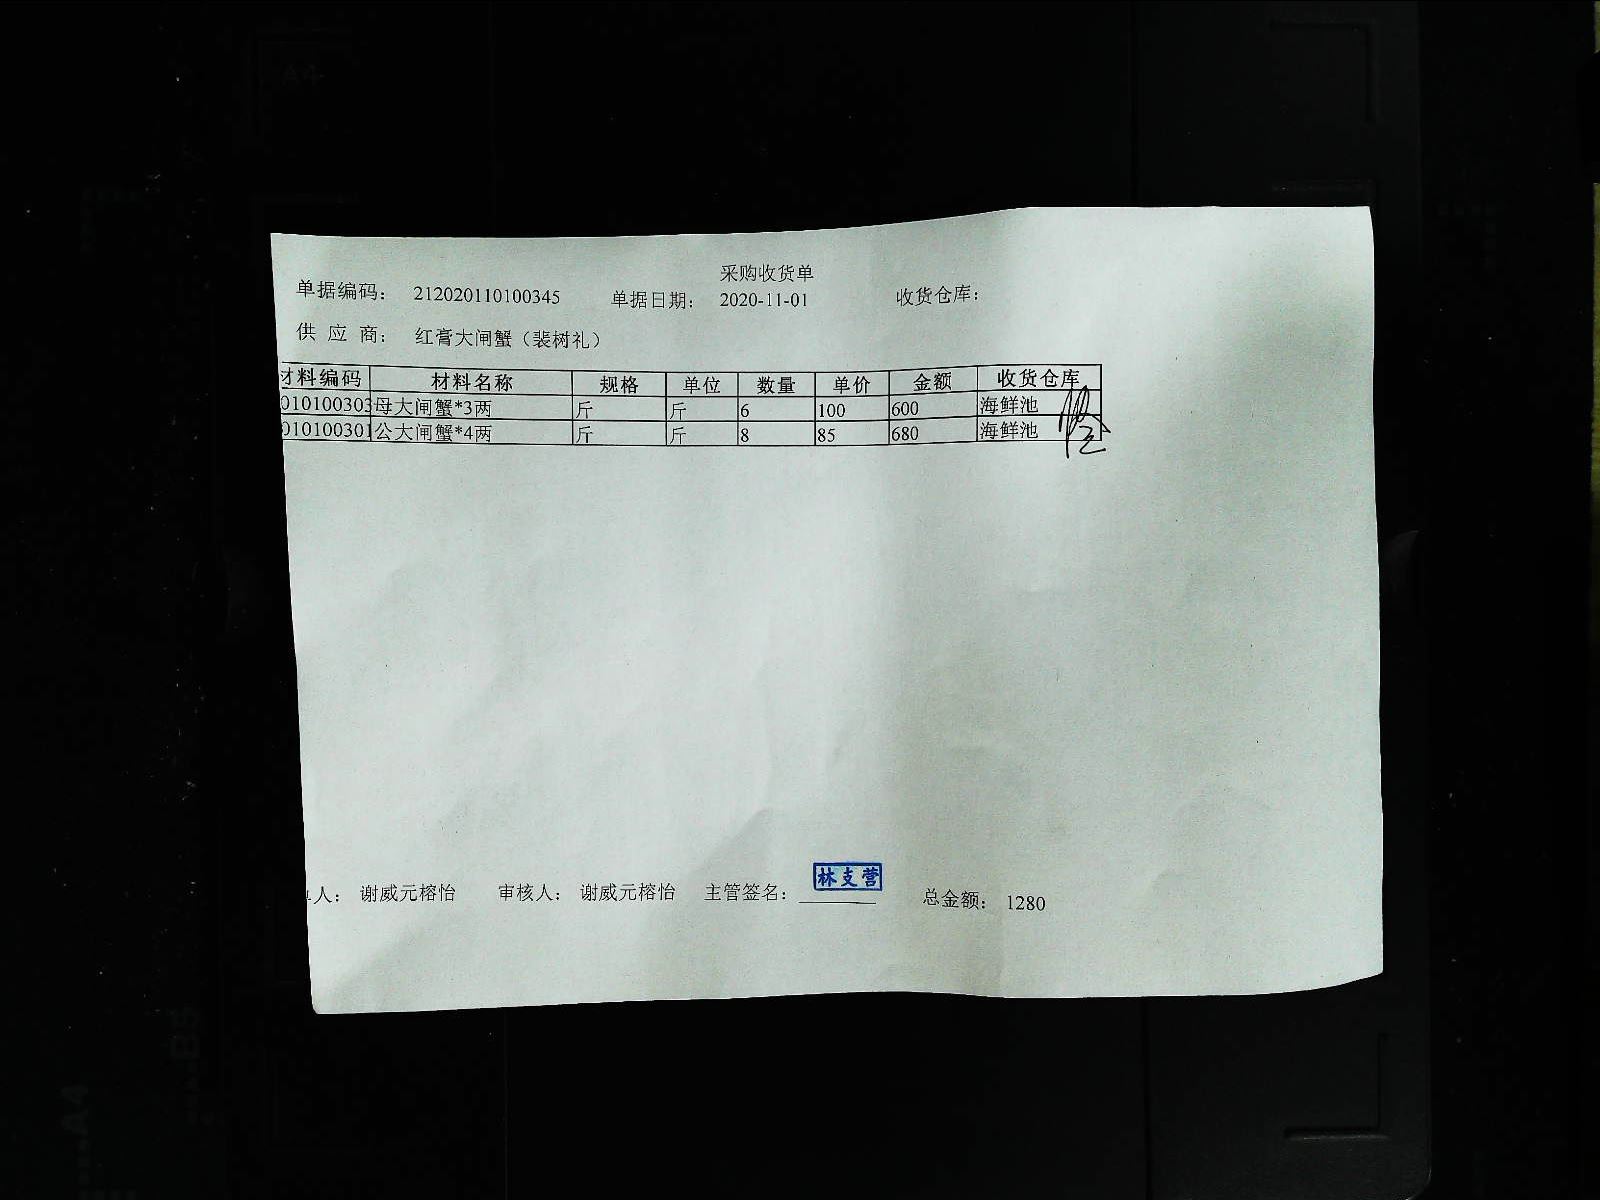 采购收货单
单据编码： 212020110100345 单据日期： 2020-11-01 收货仓库：
供 应 商： 红膏大闸蟹（裴树礼）
材料编码 材料名称 规格 单位 数量 单价 金额 收货仓库
010100303 母大闸蟹*3两 斤 斤 6 100 600 海鲜池
010100301 公大闸蟹*4两 斤 斤 8 85 680 海鲜池
人： 谢威元榕怡 审核人： 谢威元榕怡 主管签名： 林支营 总金额： 1280